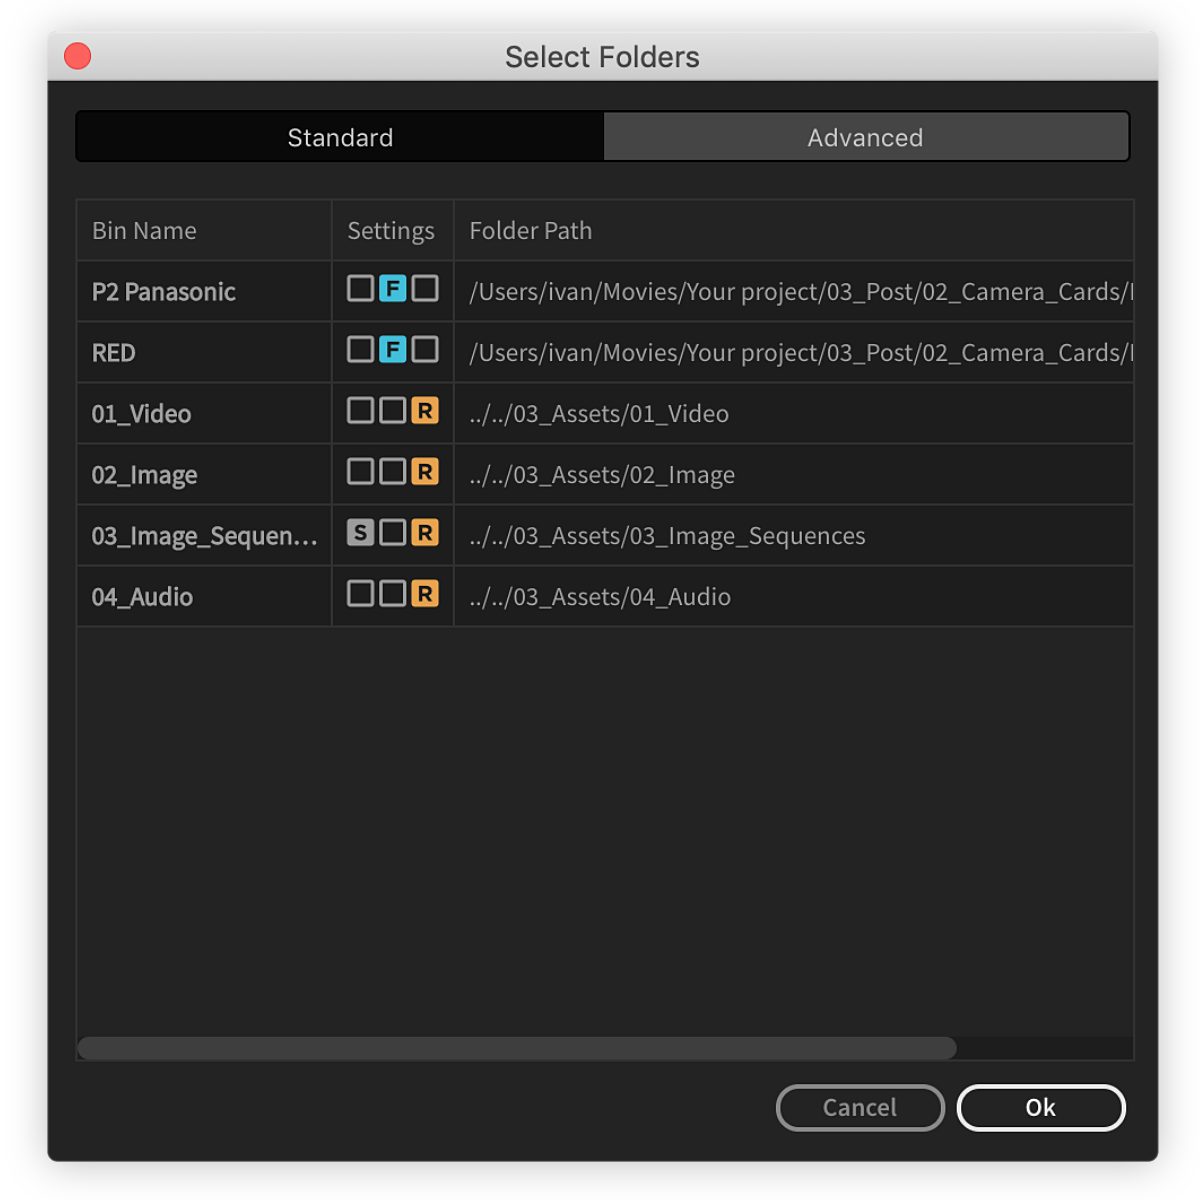 Select Folders
Standard Advanced
Bin Name Settings Folder Path
P2 Panasonic F /Users/ivan/Movies/Your project/03_Post/02_Camera_Cards/
RED F /Users/ivan/Movies/Your project/03_Post/02_Camera_Cards/
01_Video R ../../03_Assets/01_Video
02_Image R ../../03_Assets/02_Image
03_Image_Sequen... S R ../../03_Assets/03_Image_Sequences
04_Audio R ../../03_Assets/04_Audio
Cancel Ok